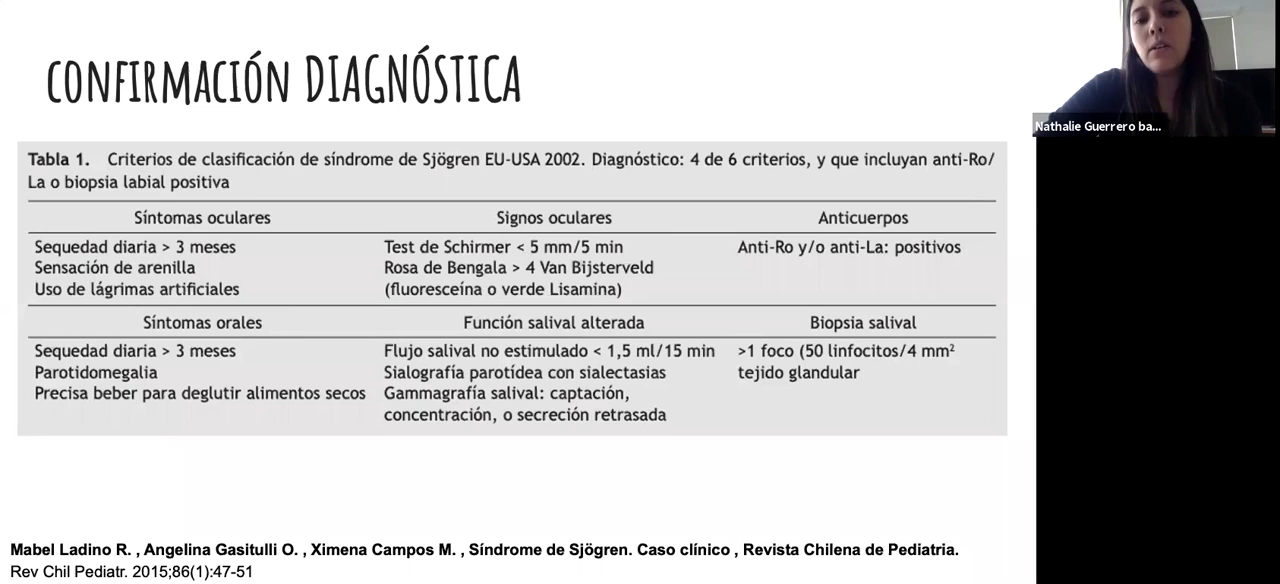 CONFIRMACIÓN DIAGNÓSTICA
Nathalie Guerrero ba...
Tabla 1. Criterios de clasificación de síndrome de Sjögren EU-USA 2002. Diagnóstico: 4 de 6 criterios, y que incluyan anti-Ro/
La o biopsia labial positiva
Síntomas oculares Signos oculares Anticuerpos
Sequedad diaria > 3 meses Test de Schirmer < 5 mm/5 min Anti-Ro y/o anti-La: positivos
Sensación de arenilla Rosa de Bengala > 4 Van Bijsterveld
Uso de lágrimas artificiales (fluoresceína o verde Lisamina)
Síntomas orales Función salival alterada Biopsia salival
Sequedad diaria > 3 meses Flujo salival no estimulado < 1,5 ml/15 min >1 foco (50 linfocitos/4 mm²
Parotidomegalia Sialografía parotídea con sialectasias tejido glandular
Precisa beber para deglutir alimentos secos Gammagrafía salival: captación,
concentración, o secreción retrasada
Mabel Ladino R. , Angelina Gasitulli O. , Ximena Campos M. , Síndrome de Sjögren. Caso clínico , Revista Chilena de Pediatria.
Rev Chil Pediatr. 2015;86(1):47-51